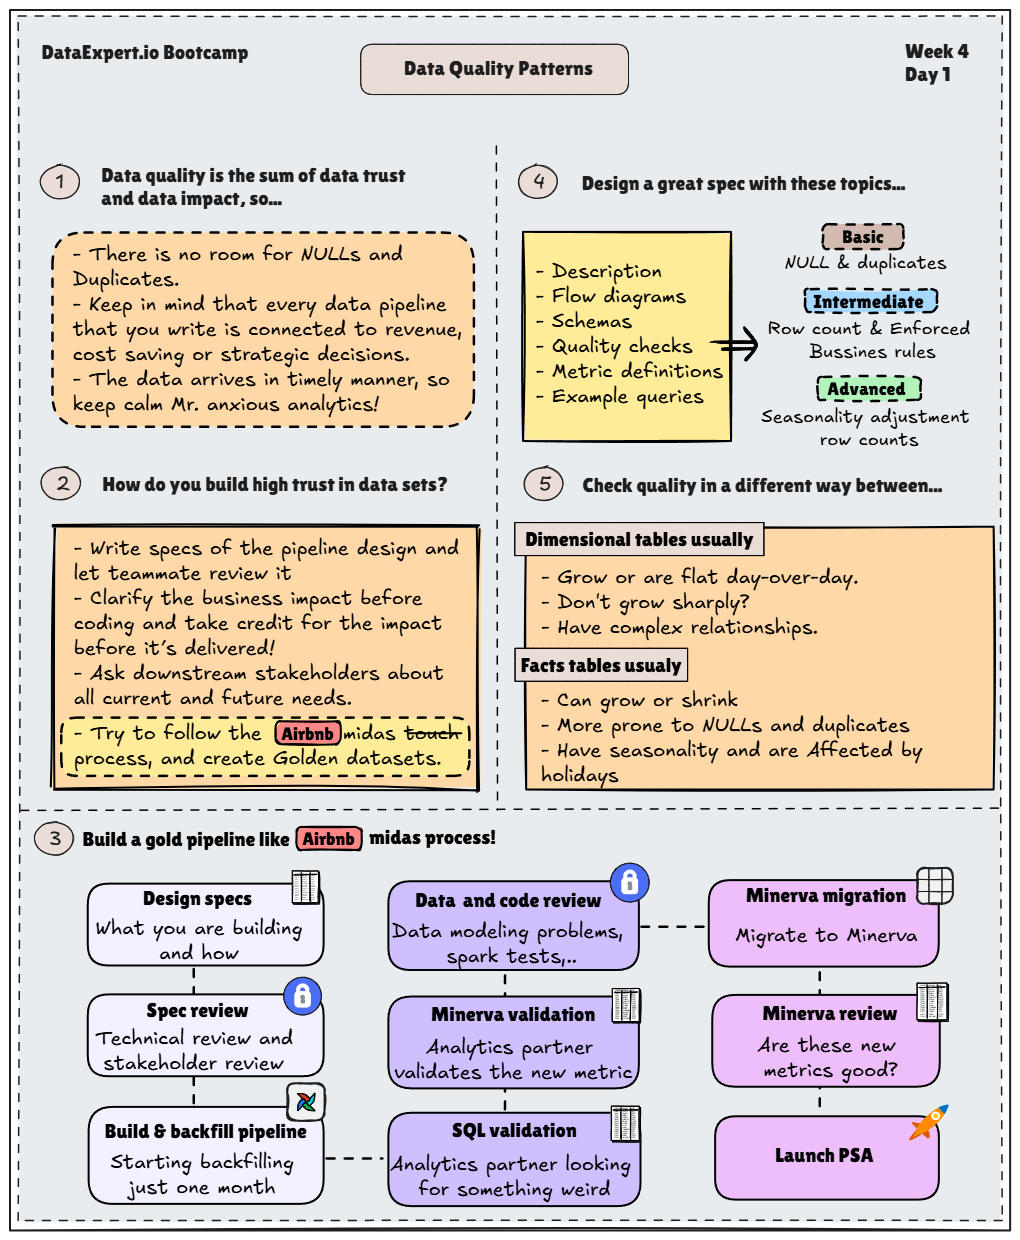 DataExpert.io Bootcamp
Data Quality Patterns
Week 4
Day 1
1
Data quality is the sum of data trust
and data impact, so...
- There is no room for NULLs and
Duplicates.
- Keep in mind that every data pipeline
that you write is connected to revenue,
cost saving or strategic decisions.
- The data arrives in timely manner, so
keep calm Mr. anxious analytics!
2
How do you build high trust in data sets?
- Write specs of the pipeline design and
let teammate review it
- Clarify the business impact before
coding and take credit for the impact
before it's delivered!
- Ask downstream stakeholders about
all current and future needs.
- Try to follow the Airbnb midas touch
process, and create Golden datasets.
4
Design a great spec with these topics...
- Description
- Flow diagrams
- Schemas
- Quality checks
- Metric definitions
- Example queries
Basic
NULL & duplicates
Intermediate
Row count & Enforced
Bussines rules
Advanced
Seasonality adjustment
row counts
5
Check quality in a different way between...
Dimensional tables usually
- Grow or are flat day-over-day.
- Don't grow sharply?
- Have complex relationships.
Facts tables usualy
- Can grow or shrink
- More prone to NULLs and duplicates
- Have seasonality and are Affected by
holidays
3
Build a gold pipeline like Airbnb midas process!
Design specs
What you are building
and how
Spec review
Technical review and
stakeholder review
Build & backfill pipeline
Starting backfilling
just one month
Data and code review
Data modeling problems,
spark tests,..
Minerva validation
Analytics partner
validates the new metric
SQL validation
Analytics partner looking
for something weird
Minerva migration
Migrate to Minerva
Minerva review
Are these new
metrics good?
Launch PSA